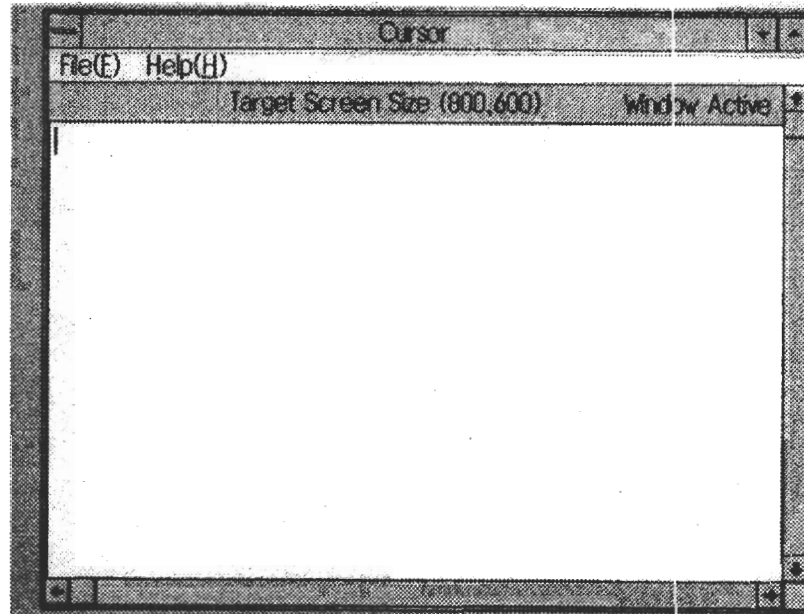 Cursor
File(F) Help(H)
Target Screen Size (800,600) Window Active